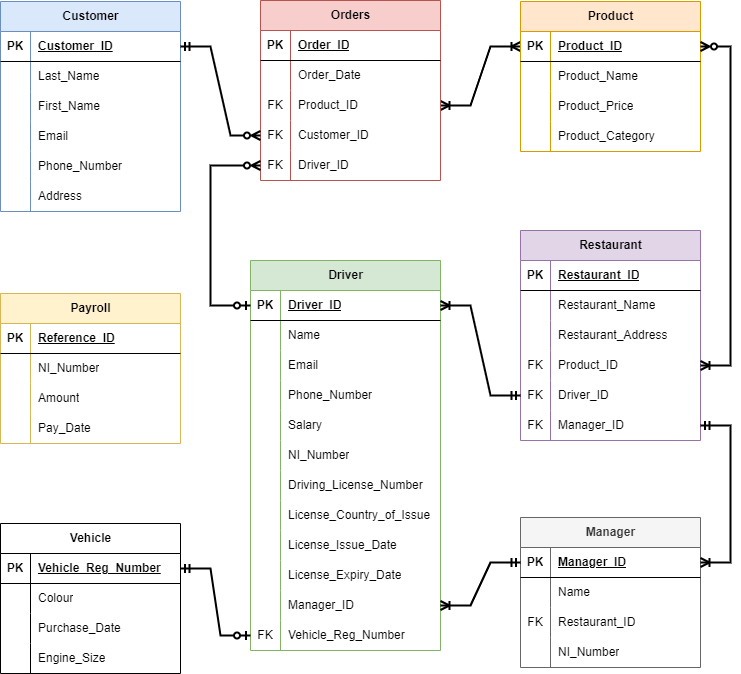 Customer
PK Customer_ID
Last_Name
First_Name
Email
Phone_Number
Address
Orders
PK Order_ID
Order_Date
FK Product_ID
FK Customer_ID
FK Driver_ID
Product
PK Product_ID
Product_Name
Product_Price
Product_Category
Payroll
PK Reference_ID
NI_Number
Amount
Pay_Date
Driver
PK Driver_ID
Name
Email
Phone_Number
Salary
NI_Number
Driving_License_Number
License_Country_of_Issue
License_Issue_Date
License_Expiry_Date
Manager_ID
FK Vehicle_Reg_Number
Restaurant
PK Restaurant_ID
Restaurant_Name
Restaurant_Address
FK Product_ID
FK Driver_ID
FK Manager_ID
Vehicle
PK Vehicle_Reg_Number
Colour
Purchase_Date
Engine_Size
Manager
PK Manager_ID
Name
FK Restaurant_ID
NI_Number